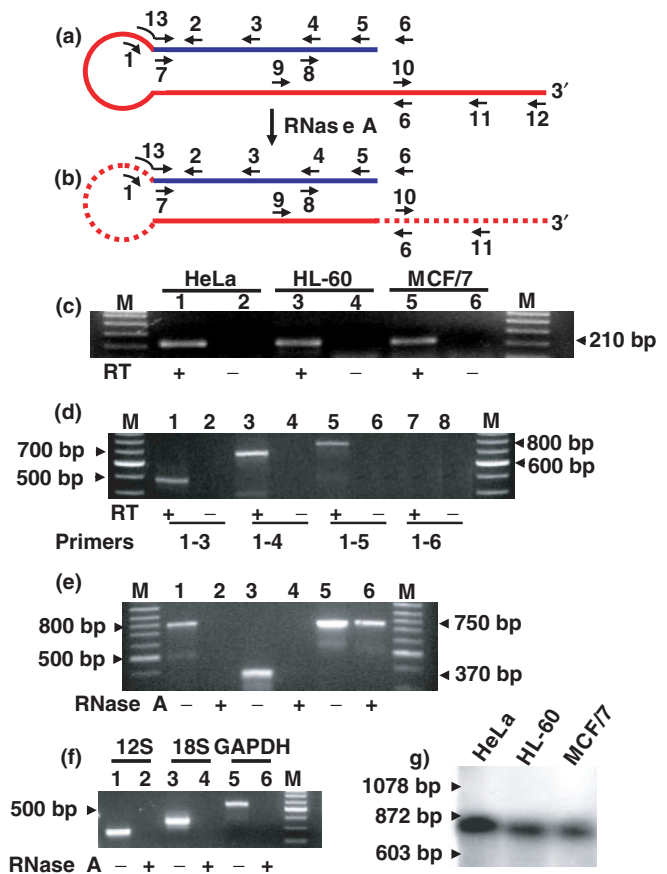 (a)
13 2 3 4 5 6
1 7 9 8 10
3′
6 11 12
RNase A
(b)
13 2 3 4 5 6
1 7 9 8 10
3′
6 11
HeLa HL-60 MCF/7
(c) M 1 2 3 4 5 6 M
210 bp
RT + − + − + −
(d) M 1 2 3 4 5 6 7 8 M
700 bp 800 bp
500 bp 600 bp
RT + − + − + − + −
Primers 1-3 1-4 1-5 1-6
(e) M 1 2 3 4 5 6 M
800 bp 750 bp
500 bp 370 bp
RNase A − + − + − +
(f) 12S 18S GAPDH
1 2 3 4 5 6 M
500 bp
RNase A − + − + − +
g) HeLa HL-60 MCF/7
1078 bp
872 bp
603 bp